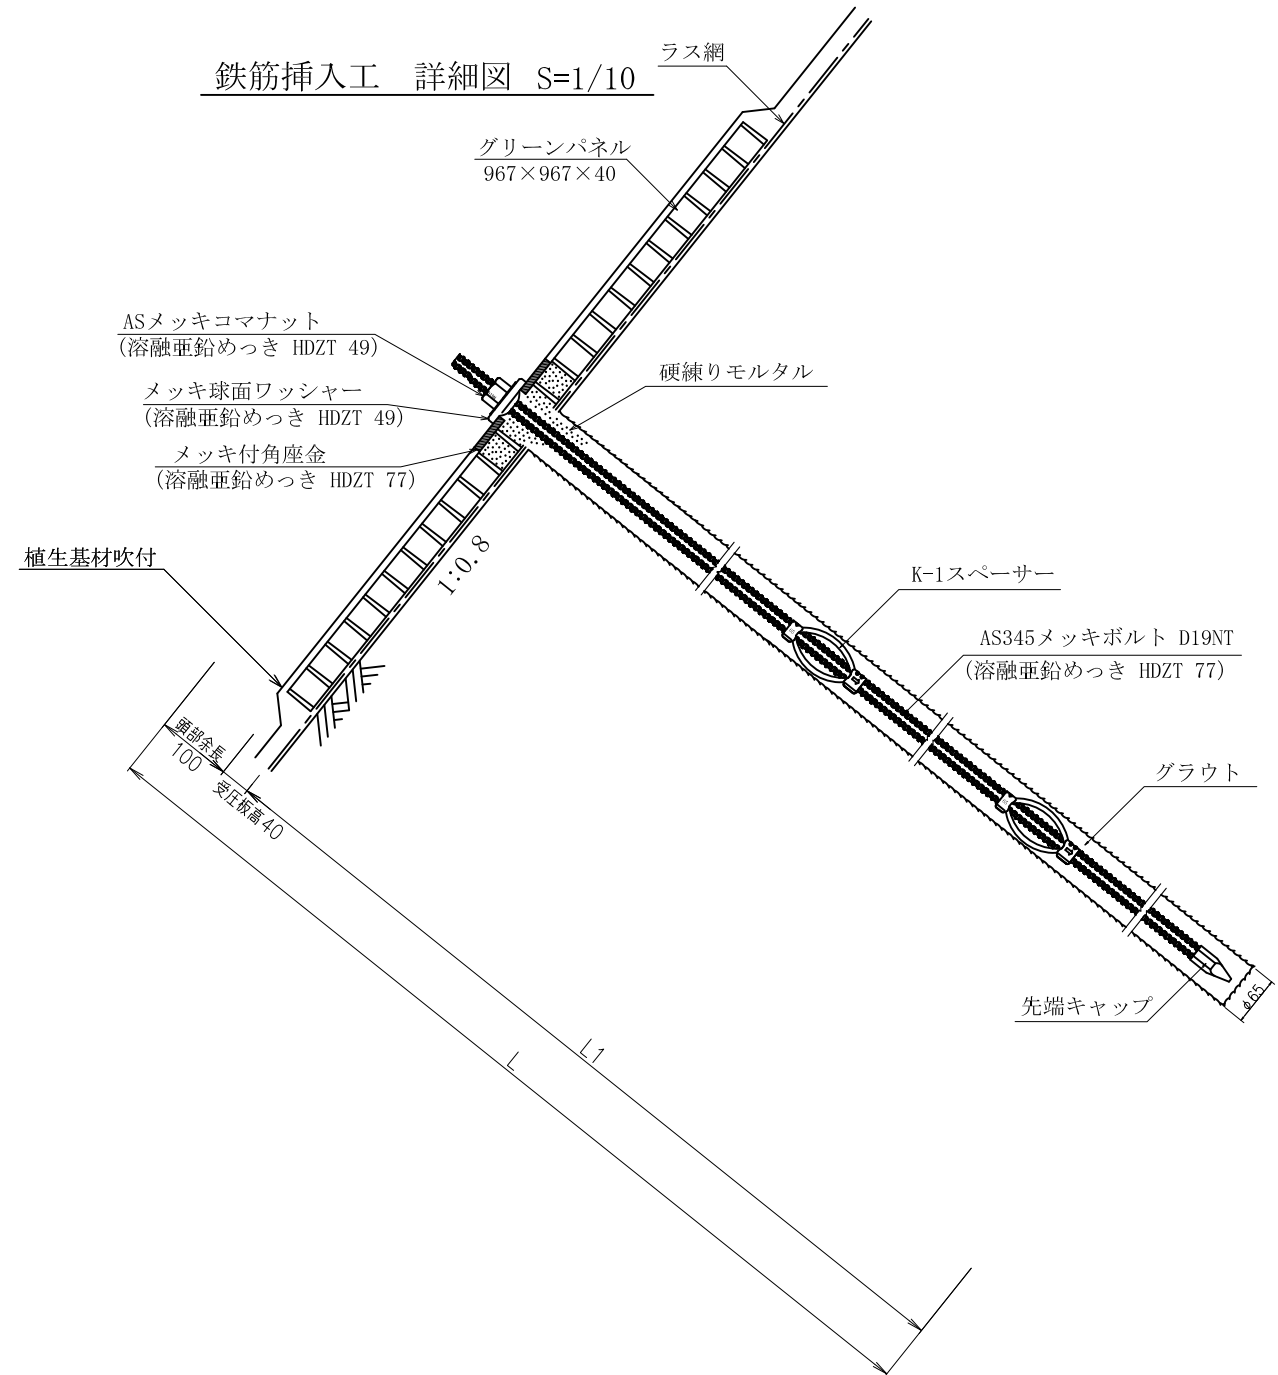 鉄筋挿入工　詳細図 S=1/10
ラス網
グリーンパネル
967×967×40
ASメッキコマナット
(溶融亜鉛めっき HDZT 49)
メッキ球面ワッシャー
(溶融亜鉛めっき HDZT 49)
メッキ付角座金
(溶融亜鉛めっき HDZT 77)
硬練りモルタル
植生基材吹付
1:0.8
K-1スペーサー
AS345メッキボルト D19NT
(溶融亜鉛めっき HDZT 77)
グラウト
先端キャップ
φ65
頭部余長
100
受圧板高40
L1
L